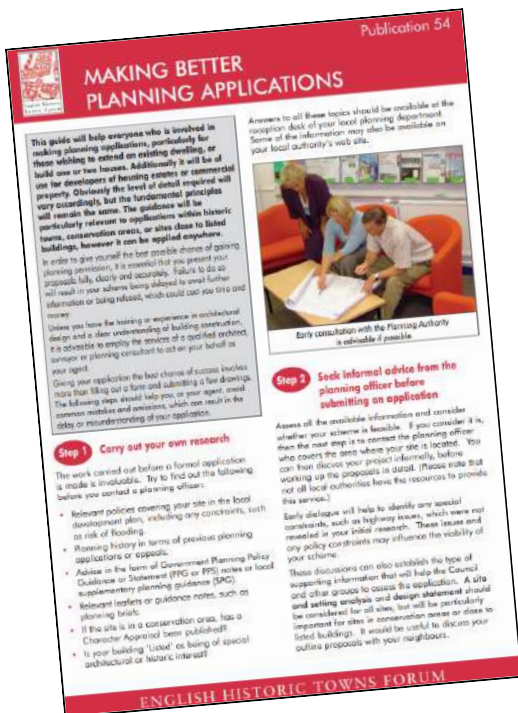 Publication 54
MAKING BETTER
PLANNING APPLICATIONS
This guide will help everyone who is involved in
making planning applications, particularly for
those wishing to extend an existing dwelling, or
build one or two houses. Additionally it will be of
use for developers of housing estates or commercial
property. Obviously the level of detail required will
vary accordingly, but the fundamental principles
will remain the same. The guidance will be
particularly relevant to applications within historic
towns, conservation areas, or sites close to listed
buildings, however it can be applied anywhere.
In order to give yourself the best possible chance of gaining
planning permission, it is essential that you present your
proposals fully, clearly and accurately. Failure to do so
will result in your scheme being delayed to await further
information or being refused, which could cost you time and
money.
Unless you have the training or experience in architectural
design and a clear understanding of building construction,
it is advisable to employ the services of a qualified architect,
surveyor or planning consultant to act on your behalf as
your agent.
Giving your application the best chance of success involves
more than filling out a form and submitting a few drawings.
The following steps should help you, or your agent, avoid
common mistakes and omissions, which can result in the
delay or misunderstanding of your application.
Step 1 Carry out your own research
The work carried out before a formal application
is made is invaluable. Try to find out the following
before you contact a planning officer:
• Relevant policies covering your site in the local
development plan, including any constraints, such
as risk of flooding.
• Planning history in terms of previous planning
applications or appeals.
• Advice in the form of Government Planning Policy
Guidance or Statement (PPG or PPS) notes or local
supplementary planning guidance (SPG).
• Relevant leaflets or guidance notes, such as
planning briefs.
• If the site is in a conservation area, has a
Character Appraisal been published?
• Is your building 'Listed' as being of special
architectural or historic interest?
Answers to all these topics should be available at the
reception desk of your local planning department.
Some of the information may also be available on
your local authority's web site.
Early consultation with the Planning Authority
is advisable if possible
Step 2 Seek informal advice from the
planning officer before
submitting an application
Assess all the available information and consider
whether your scheme is feasible. If you consider it is,
then the next step is to contact the planning officer
who covers the area where your site is located. You
can then discuss your project informally, before
working up the proposals in detail. (Please note that
not all local authorities have the resources to provide
this service.)
Early dialogue will help to identify any special
constraints, such as highway issues, which were not
revealed in your initial research. These issues and
any policy constraints may influence the viability of
your scheme.
These discussions can also establish the type of
supporting information that will help the Council
and other groups to assess the application. A site
and setting analysis and design statement should
be considered for all sites, but will be particularly
important for sites in conservation areas or close to
listed buildings. It would be useful to discuss your
outline proposals with your neighbours.
ENGLISH HISTORIC TOWNS FORUM